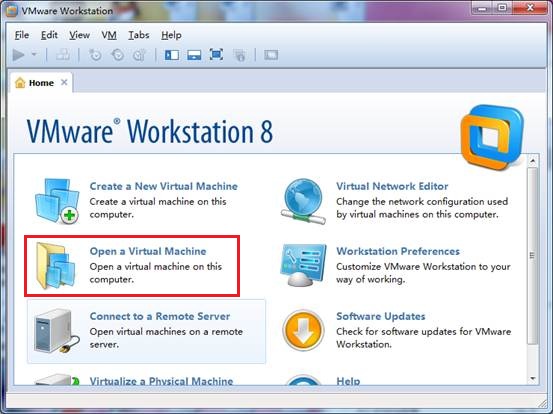 VMware Workstation
File Edit View VM Tabs Help
Home
VMware® Workstation 8
Create a New Virtual Machine
Create a virtual machine on this
computer.
Open a Virtual Machine
Open a virtual machine on this
computer.
Connect to a Remote Server
Open virtual machines on a remote
server.
Virtualize a Physical Machine
Virtual Network Editor
Change the network configuration used
by virtual machines on this computer.
Workstation Preferences
Customize VMware Workstation to your
way of working.
Software Updates
Check for software updates for VMware
Workstation.
Help